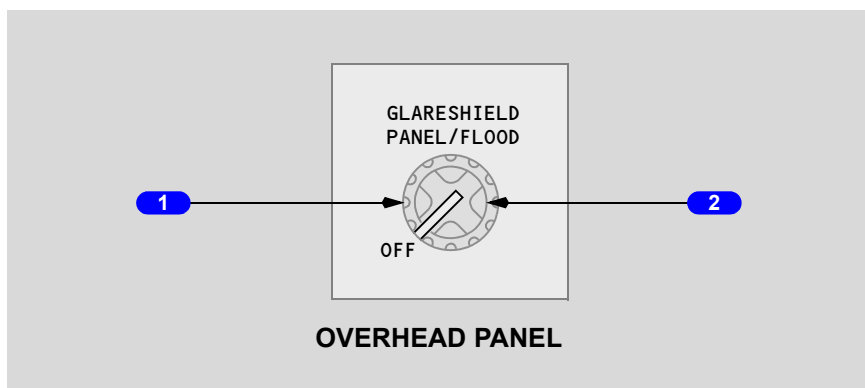 GLARESHIELD
PANEL/FLOOD
1
2
OFF
OVERHEAD PANEL